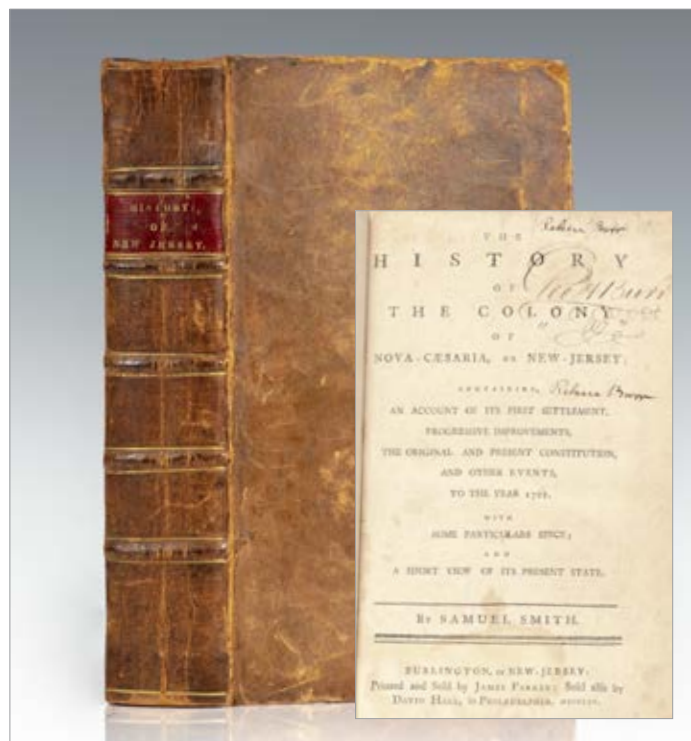 HISTORY
OF
NEW JERSEY.
THE
HISTORY
OF
THE COLONY
OF
NOVA-CÆSARIA, OR NEW-JERSEY:
CONTAINING,
AN ACCOUNT OF ITS FIRST SETTLEMENT,
PROGRESSIVE IMPROVEMENTS,
THE ORIGINAL AND PRESENT CONSTITUTION,
AND OTHER EVENTS,
TO THE YEAR 1721.
WITH
SOME PARTICULARS SINCE;
AND
A SHORT VIEW OF ITS PRESENT STATE.
By SAMUEL SMITH.
BURLINGTON, IN NEW-JERSEY:
Printed and Sold by JAMES PARKER: Sold also by
DAVID HALL, in PHILADELPHIA.